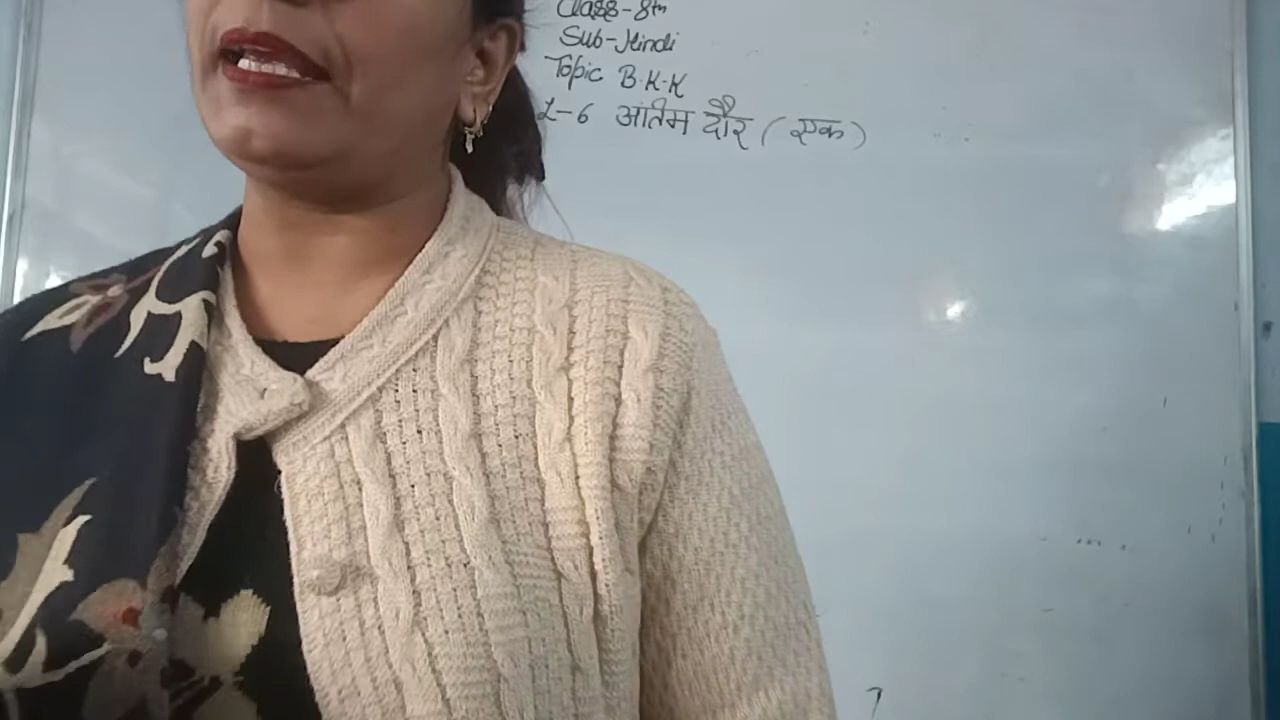 Class-8th
Sub-Hindi
Topic B.K.K
L-6 अंतिम दौर (एक)